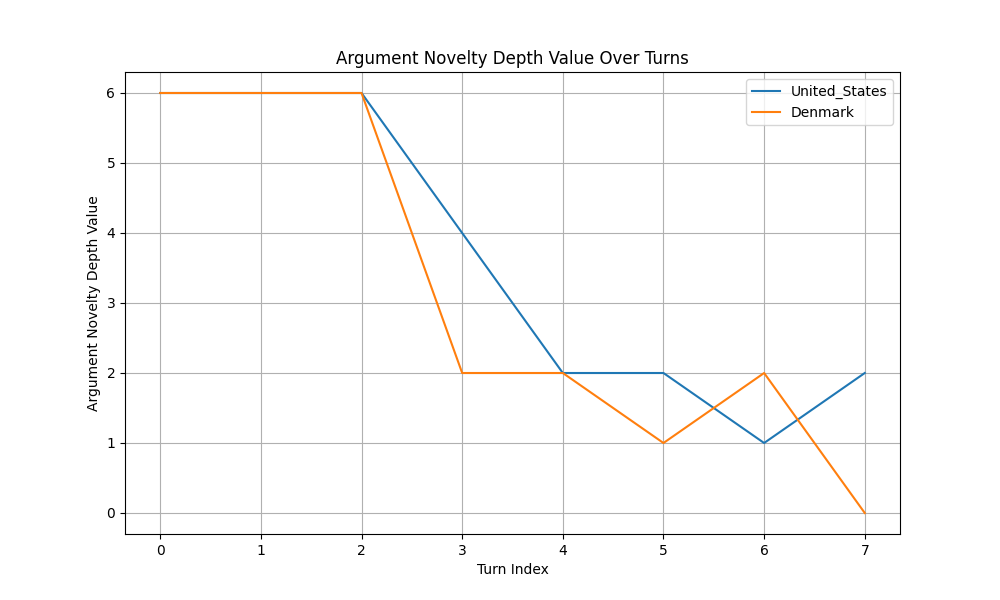 Argument Novelty Depth Value Over Turns
United_States
Denmark
Argument Novelty Depth Value
6
5
4
3
2
1
0
0 1 2 3 4 5 6 7
Turn Index